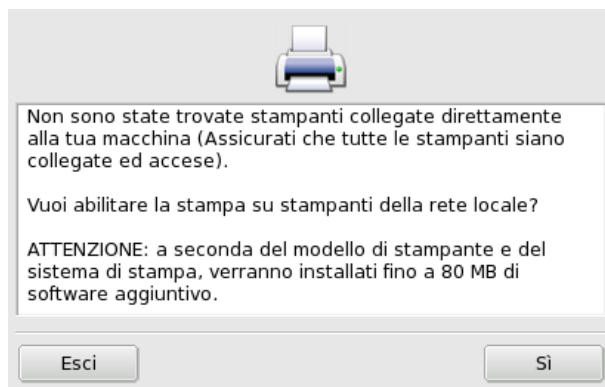 Non sono state trovate stampanti collegate direttamente
alla tua macchina (Assicurati che tutte le stampanti siano
collegate ed accese).
Vuoi abilitare la stampa su stampanti della rete locale?
ATTENZIONE: a seconda del modello di stampante e del
sistema di stampa, verranno installati fino a 80 MB di
software aggiuntivo.
Esci
Sì